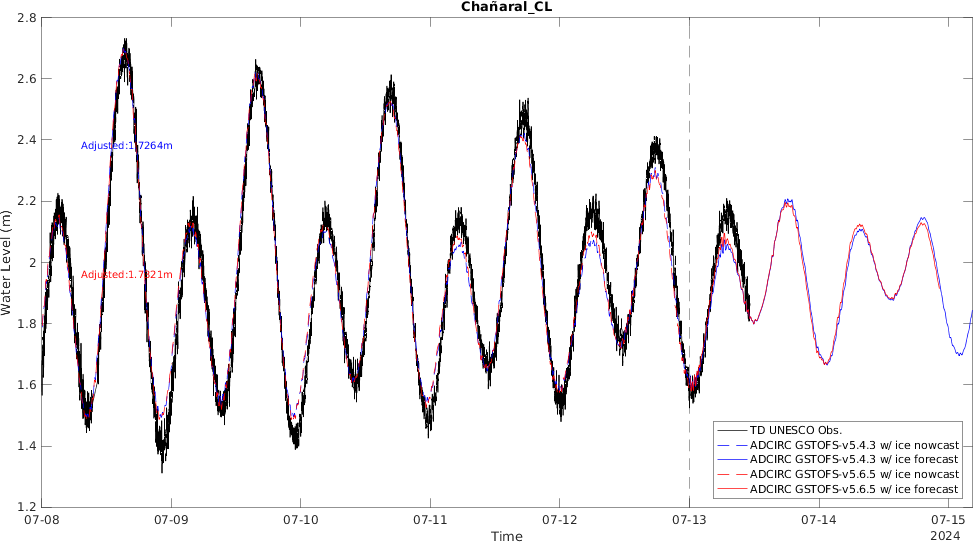 Chañaral_CL
2.8
2.6
2.4
2.2
2
1.8
1.6
1.4
1.2
Water Level (m)
Adjusted:1.7264m
Adjusted:1.7321m
TD UNESCO Obs.
ADCIRC GSTOFS-v5.4.3 w/ ice nowcast
ADCIRC GSTOFS-v5.4.3 w/ ice forecast
ADCIRC GSTOFS-v5.6.5 w/ ice nowcast
ADCIRC GSTOFS-v5.6.5 w/ ice forecast
07-08
07-09
07-10
07-11
07-12
07-13
07-14
07-15
Time
2024